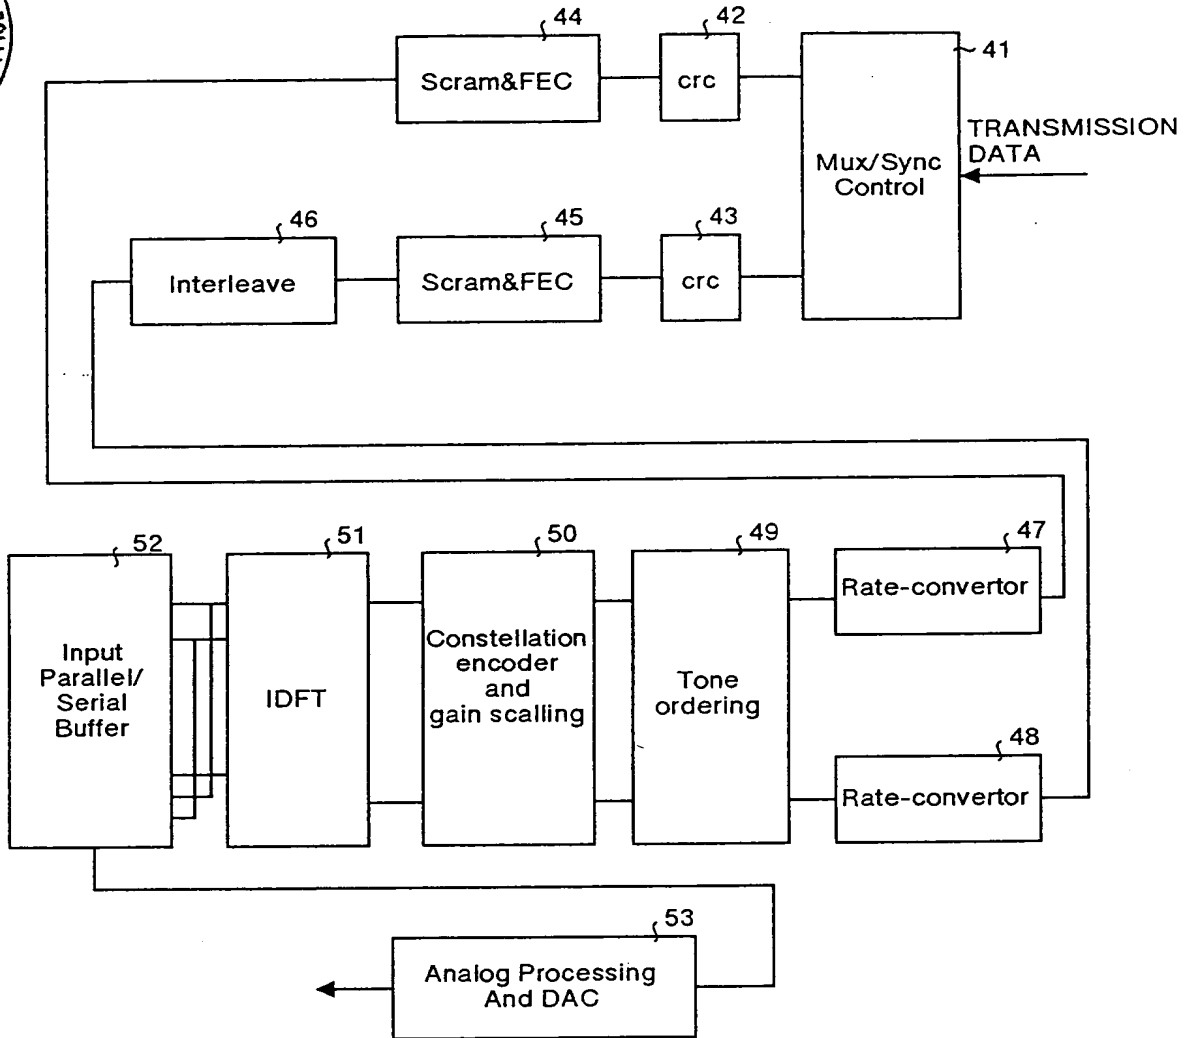 44
42
41
Scram&FEC
crc
TRANSMISSION
DATA
Mux/Sync
Control
46
45
43
Interleave
Scram&FEC
crc
52
51
50
49
47
Rate-convertor
Input
Parallel/
Serial
Buffer
IDFT
Constellation
encoder
and
gain scalling
Tone
ordering
48
Rate-convertor
53
Analog Processing
And DAC